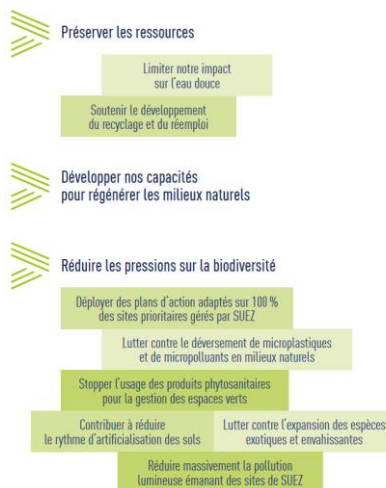 Préserver les ressources
Limiter notre impact
sur l'eau douce
Soutenir le développement
du recyclage et du réemploi
Développer nos capacités
pour régénérer les milieux naturels
Réduire les pressions sur la biodiversité
Déployer des plans d'action adaptés sur 100 %
des sites prioritaires gérés par SUEZ
Lutter contre le déversement de microplastiques
et de micropolluants en milieux naturels
Stopper l'usage des produits phytosanitaires
pour la gestion des espaces verts
Contribuer à réduire
le rythme d'artificialisation des sols
Lutter contre l'expansion des espèces
exotiques et envahissantes
Réduire massivement la pollution
lumineuse émanant des sites de SUEZ